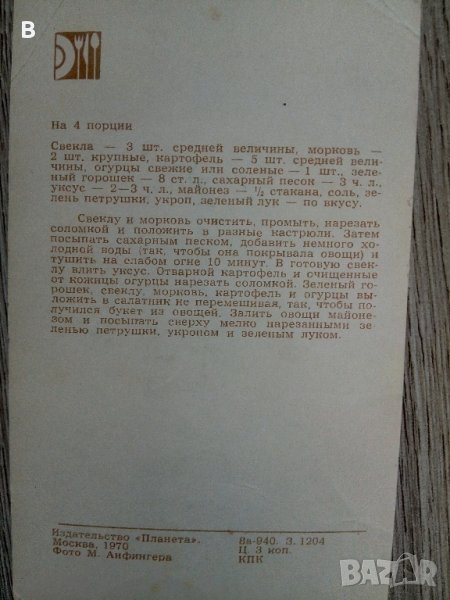 B
На 4 порции
Свекла — 3 шт. средней величины, морковь —
2 шт. крупные, картофель — 5 шт. средней вели-
чины, огурцы свежие или соленые — 1 шт., зеле-
ный горошек — 8 ст. л., сахарный песок — 3 ч. л.,
уксус — 2—3 ч. л., майонез — ½ стакана, соль, зе-
лень петрушки, укроп, зеленый лук — по вкусу.
Свеклу и морковь очистить, промыть, нарезать
соломкой и положить в разные кастрюли. Затем
посыпать сахарным песком, добавить немного хо-
лодной воды (так, чтобы она покрывала овощи) и
тушить на слабом огне 10 минут. В готовую свек-
лу влить уксус. Отварной картофель и очищенные
от кожицы огурцы нарезать соломкой. Зеленый го-
рошек, свеклу, морковь, картофель и огурцы вы-
ложить в салатник не перемешивая, так, чтобы по-
лучился букет из овощей. Залить овощи майоне-
зом и посыпать сверху мелко нарезанными зе-
ленью петрушки, укропом и зеленым луком.
Издательство «Планета».
Москва, 1970
Фото М. Анфингера
8а-940. З. 1204
Ц. 3 коп.
КПК
BAZAR